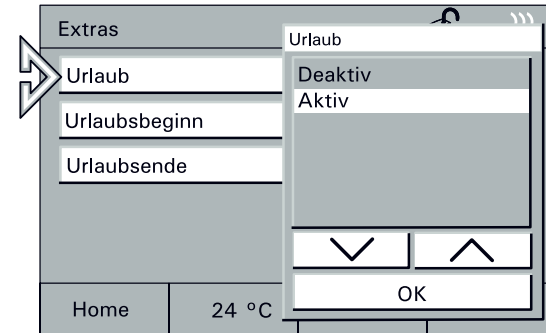 Extras
Urlaub
Urlaubsbeginn
Urlaubsende
Urlaub
Deaktiv
Aktiv
OK
Home
24 °C